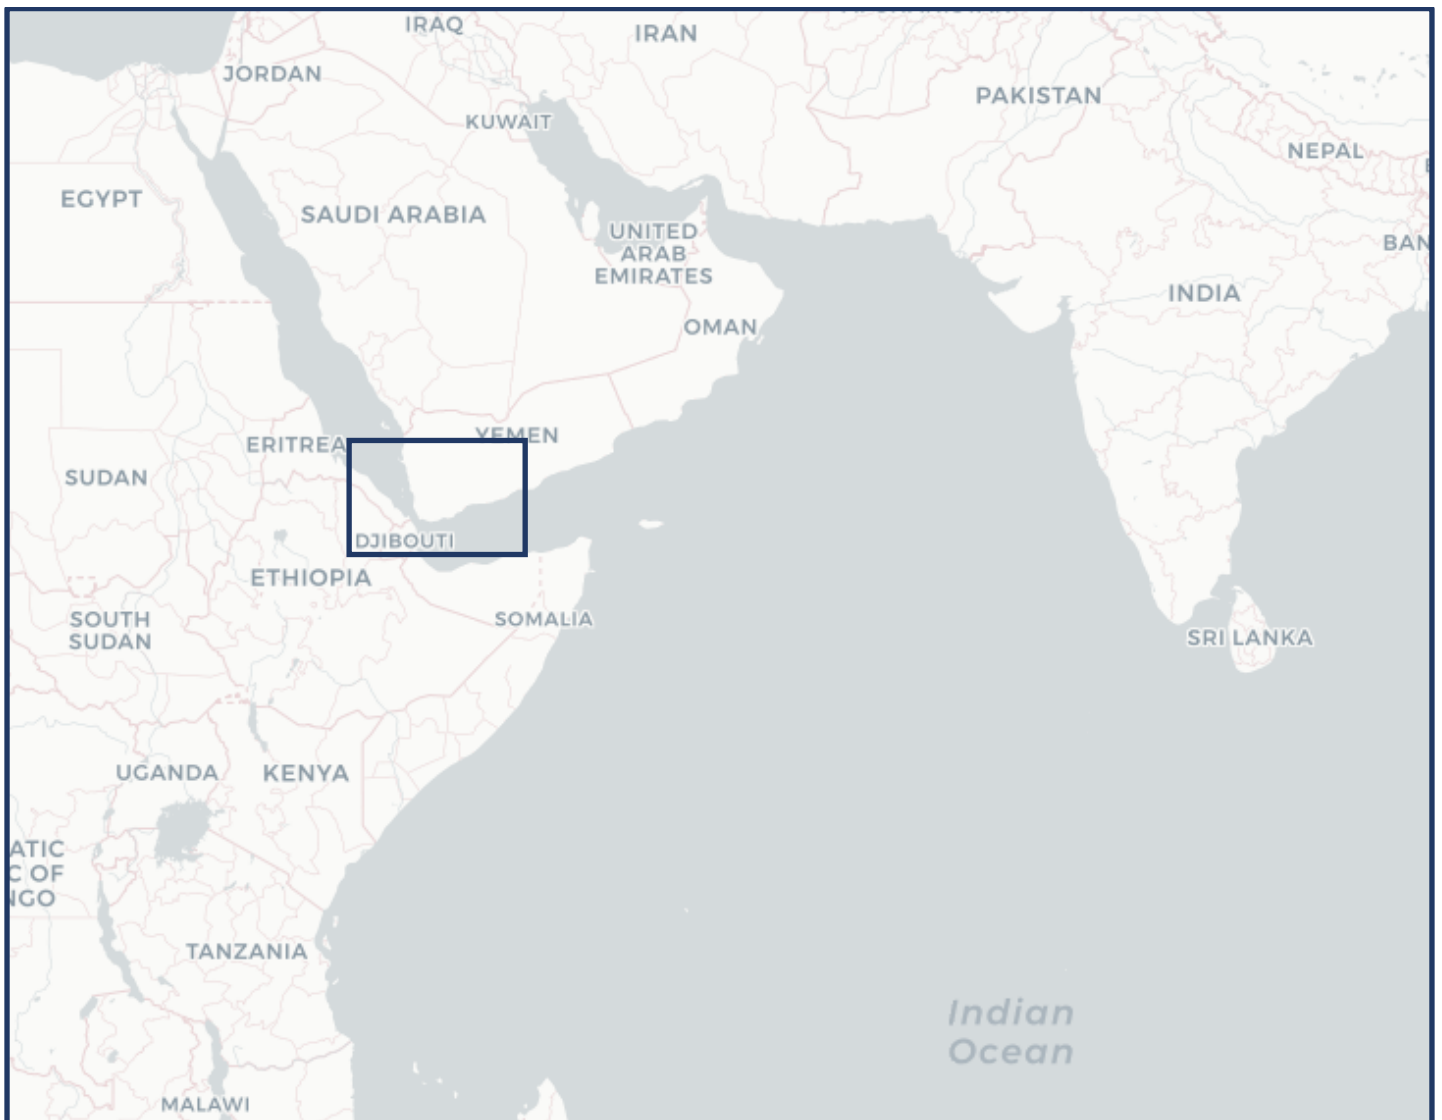 IRAQ
IRAN
JORDAN
PAKISTAN
KUWAIT
NEPAL
EGYPT
SAUDI ARABIA
UNITED
ARAB
EMIRATES
BAN
INDIA
OMAN
ERITREA
YEMEN
SUDAN
DJIBOUTI
ETHIOPIA
SOUTH
SUDAN
SOMALIA
SRI LANKA
UGANDA
KENYA
ATIC
C OF
NGO
TANZANIA
Indian
Ocean
MALAWI